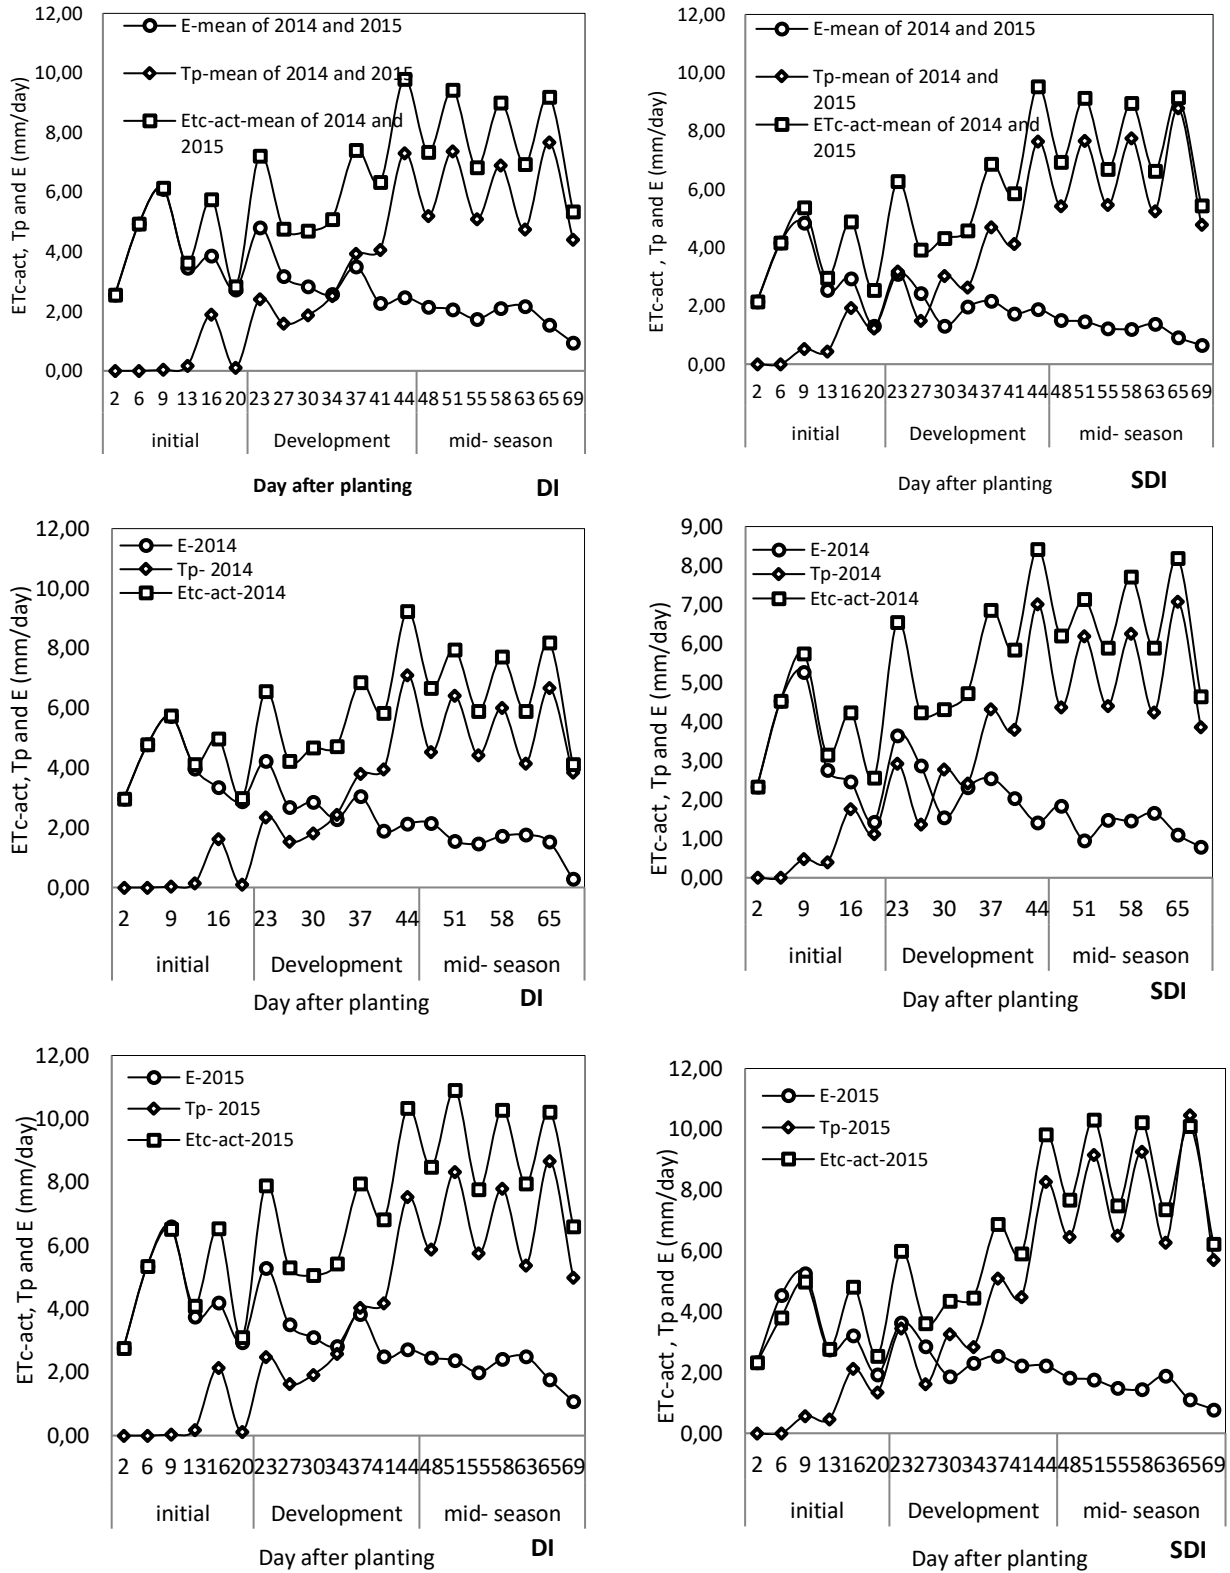 12,00
10,00
8,00
6,00
4,00
2,00
0,00
ETc-act, Tp and E (mm/day)
E-mean of 2014 and 2015
Tp-mean of 2014 and 2015
Etc-act-mean of 2014 and
2015
2 6 9 13 16 20 23 27 30 34 37 41 44 48 51 55 58 63 65 69
initial Development mid- season
Day after planting
DI
12,00
10,00
8,00
6,00
4,00
2,00
0,00
ETc-act , Tp and E (mm/day)
E-mean of 2014 and 2015
Tp-mean of 2014 and
2015
ETc-act-mean of 2014 and
2015
2 6 9 13 16 20 23 27 30 34 37 41 44 48 51 55 58 63 65 69
initial Development mid- season
Day after planting
SDI
12,00
10,00
8,00
6,00
4,00
2,00
0,00
ETc-act, Tp and E (mm/day)
E-2014
Tp- 2014
Etc-act-2014
2 9 16 23 30 37 44 51 58 65
initial Development mid- season
Day after planting
DI
9,00
8,00
7,00
6,00
5,00
4,00
3,00
2,00
1,00
0,00
ETc-act , Tp and E (mm/day)
E-2014
Tp-2014
Etc-act-2014
2 9 16 23 30 37 44 51 58 65
initial Development mid- season
Day after planting
SDI
12,00
10,00
8,00
6,00
4,00
2,00
0,00
ETc-act, Tp and E (mm/day)
E-2015
Tp- 2015
Etc-act-2015
2 6 9 13 16 20 23 27 30 34 37 41 44 48 51 55 58 63 65 69
initial Development mid- season
Day after planting
DI
12,00
10,00
8,00
6,00
4,00
2,00
0,00
ETc-act , Tp and E (mm/day)
E-2015
Tp-2015
Etc-act-2015
2 6 9 13 16 20 23 27 30 34 37 41 44 48 51 55 58 63 65 69
initial Development mid- season
Day after planting
SDI